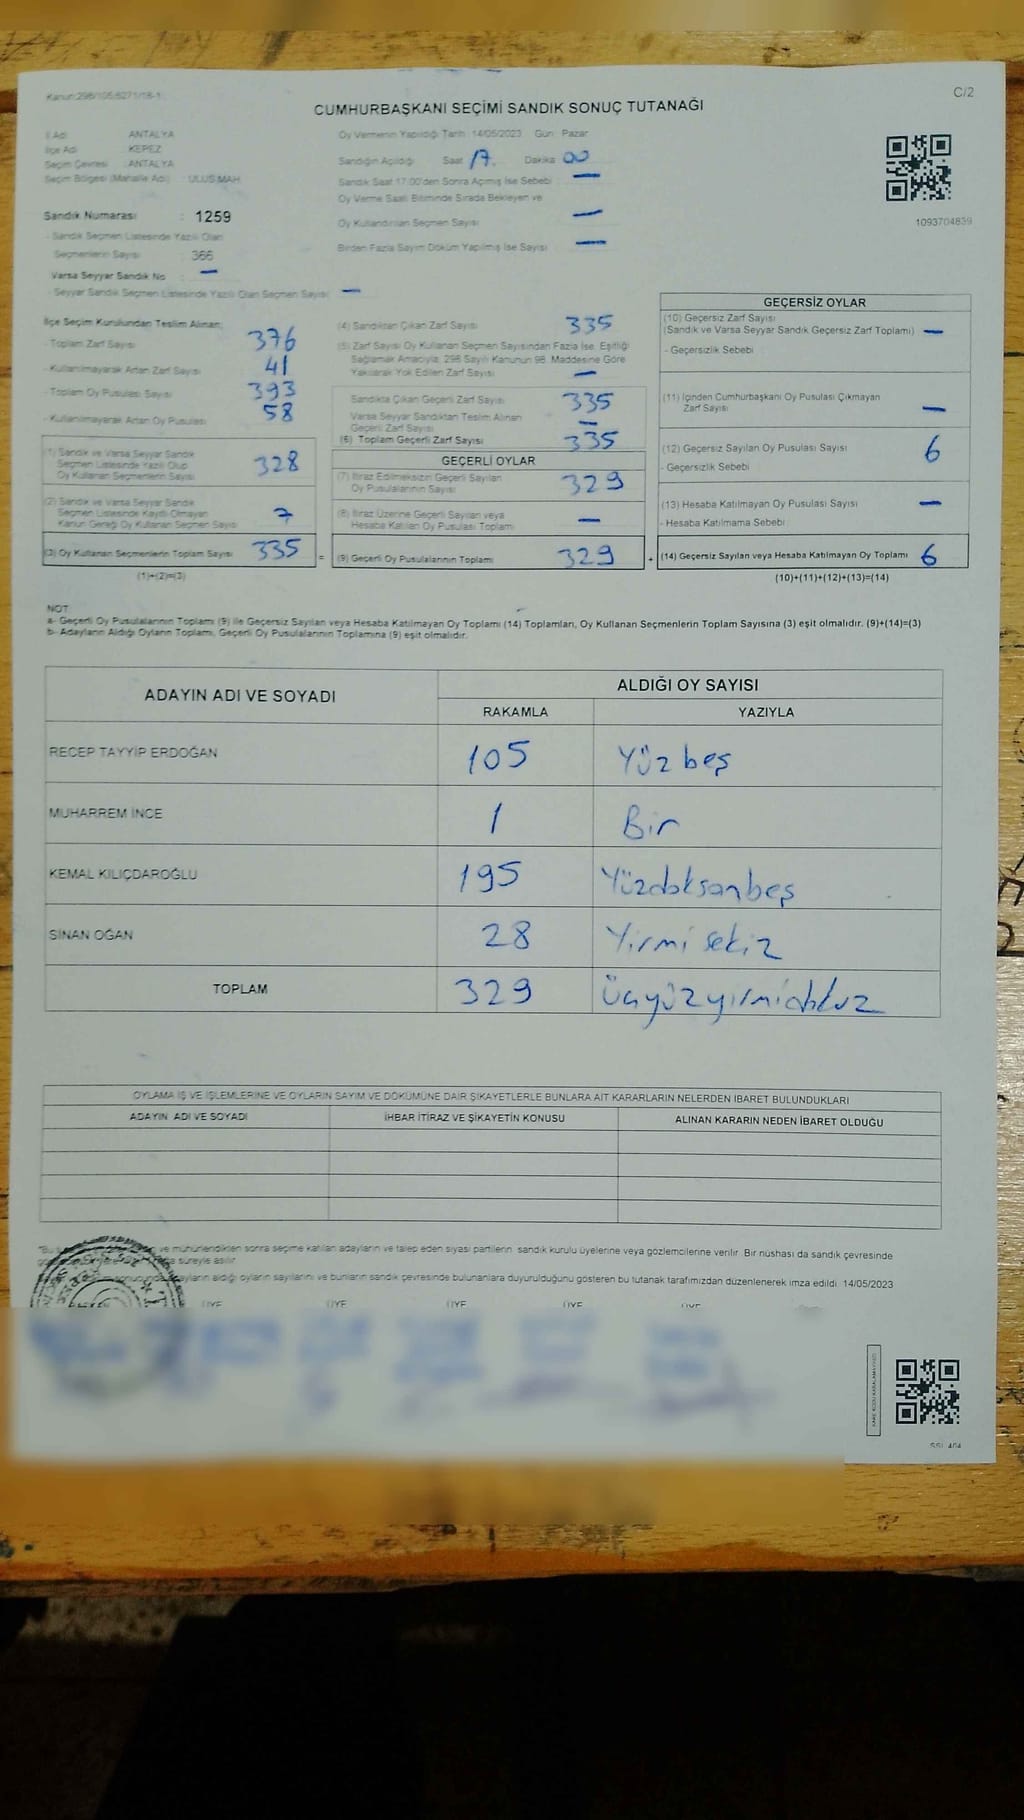 Kanun:298/105,6271/18-1
C/2
CUMHURBAŞKANI SEÇİMİ SANDIK SONUÇ TUTANAĞI
İl Adı ANTALYA
İlçe Adı KEPEZ
Seçim Çevresi : ANTALYA
Seçim Bölgesi (Mahalle Adı) : ULUS MAH.
Sandık Numarası : 1259
- Sandık Seçmen Listesinde Yazılı Olan
Seçmenlerin Sayısı : 366
Varsa Seyyar Sandık No —
- Seyyar Sandık Seçmen Listesinde Yazılı Olan Seçmen Sayısı —
Oy Vermenin Yapıldığı Tarih : 14/05/2023 Gün : Pazar
Sandığın Açıldığı Saat 17. Dakika 00
Sandık Saat 17:00'den Sonra Açılmış İse Sebebi —
Oy Verme Saati Bitiminde Sırada Bekleyen ve
Oy Kullandırılan Seçmen Sayısı —
Birden Fazla Sayım Döküm Yapılmış İse Sayısı —
1093704839
İlçe Seçim Kurulundan Teslim Alınan;
- Toplam Zarf Sayısı 376
- Kullanılmayarak Artan Zarf Sayısı 41
- Toplam Oy Pusulası Sayısı 393
- Kullanılmayarak Artan Oy Pusulası 58
(1) Sandık ve Varsa Seyyar Sandık
Seçmen Listesinde Yazılı Olup
Oy Kullanan Seçmenlerin Sayısı 328
(2) Sandık ve Varsa Seyyar Sandık
Seçmen Listesinde Kayıtlı Olmayan
Kanun Gereği Oy Kullanan Seçmen Sayısı 7
(3) Oy Kullanan Seçmenlerin Toplam Sayısı 335
(1)+(2)=(3)
(4) Sandıktan Çıkan Zarf Sayısı 335
(5) Zarf Sayısı Oy Kullanan Seçmen Sayısından Fazla İse, Eşitliği
Sağlamak Amacıyla, 298 Sayılı Kanunun 98. Maddesine Göre
Yakılarak Yok Edilen Zarf Sayısı —
Sandıkta Çıkan Geçerli Zarf Sayısı 335
Varsa Seyyar Sandıktan Teslim Alınan
Geçerli Zarf Sayısı —
(6) Toplam Geçerli Zarf Sayısı 335
GEÇERLİ OYLAR
(7) İtiraz Edilmeksizin Geçerli Sayılan
Oy Pusulalarının Sayısı 329
(8) İtiraz Üzerine Geçerli Sayılan veya
Hesaba Katılan Oy Pusulası Toplamı —
= (9) Geçerli Oy Pusulalarının Toplamı 329
GEÇERSİZ OYLAR
(10) Geçersiz Zarf Sayısı
(Sandık ve Varsa Seyyar Sandık Geçersiz Zarf Toplamı) —
- Geçersizlik Sebebi
(11) İçinden Cumhurbaşkanı Oy Pusulası Çıkmayan
Zarf Sayısı —
(12) Geçersiz Sayılan Oy Pusulası Sayısı 6
- Geçersizlik Sebebi
(13) Hesaba Katılmayan Oy Pusulası Sayısı —
- Hesaba Katılmama Sebebi
+ (14) Geçersiz Sayılan veya Hesaba Katılmayan Oy Toplamı 6
(10)+(11)+(12)+(13)=(14)
NOT
a- Geçerli Oy Pusulalarının Toplamı (9) ile Geçersiz Sayılan veya Hesaba Katılmayan Oy Toplamı (14) Toplamları, Oy Kullanan Seçmenlerin Toplam Sayısına (3) eşit olmalıdır. (9)+(14)=(3)
b- Adayların Aldığı Oyların Toplamı, Geçerli Oy Pusulalarının Toplamına (9) eşit olmalıdır.
ADAYIN ADI VE SOYADI
ALDIĞI OY SAYISI
RAKAMLA YAZIYLA
RECEP TAYYİP ERDOĞAN 105 Yüzbeş
MUHARREM İNCE 1 Bir
KEMAL KILIÇDAROĞLU 195 Yüzdoksanbeş
SİNAN OĞAN 28 Yirmi sekiz
TOPLAM 329 Üçyüzyirmidokuz
OYLAMA İŞ VE İŞLEMLERİNE VE OYLARIN SAYIM VE DÖKÜMÜNE DAİR ŞİKAYETLERLE BUNLARA AİT KARARLARIN NELERDEN İBARET BULUNDUKLARI
ADAYIN ADI VE SOYADI İHBAR İTİRAZ VE ŞİKAYETİN KONUSU ALINAN KARARIN NEDEN İBARET OLDUĞU
ve mühürlendikten sonra seçime katılan adayların ve talep eden siyasi partilerin sandık kurulu üyelerine veya gözlemcilerine verilir. Bir nüshası da sandık çevresinde
süreyle asılır.
adayların aldığı oyların sayılarını ve bunların sandık çevresinde bulunanlara duyurulduğunu gösteren bu tutanak tarafımızdan düzenlenerek imza edildi. 14/05/2023
ÜYE ÜYE ÜYE ÜYE ÜYE